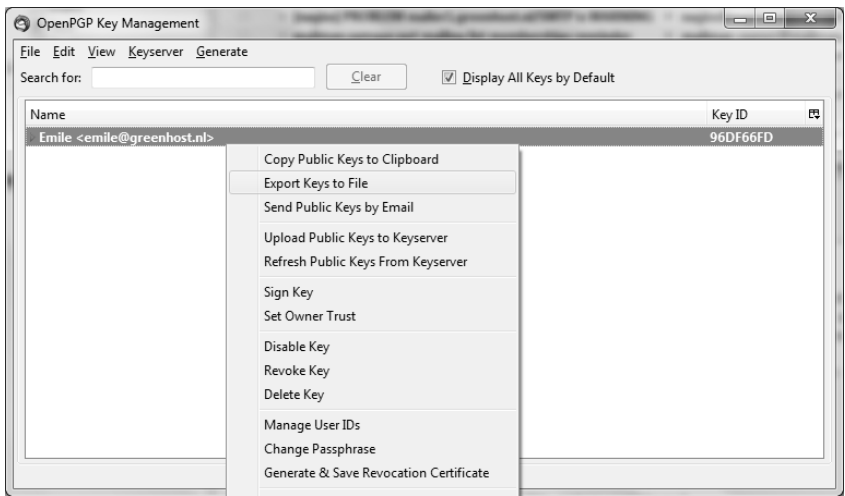 OpenPGP Key Management
File Edit View Keyserver Generate
Search for: Clear Display All Keys by Default
Name Key ID
Emile <emile@greenhost.nl> 96DF66FD
Copy Public Keys to Clipboard
Export Keys to File
Send Public Keys by Email
Upload Public Keys to Keyserver
Refresh Public Keys From Keyserver
Sign Key
Set Owner Trust
Disable Key
Revoke Key
Delete Key
Manage User IDs
Change Passphrase
Generate & Save Revocation Certificate